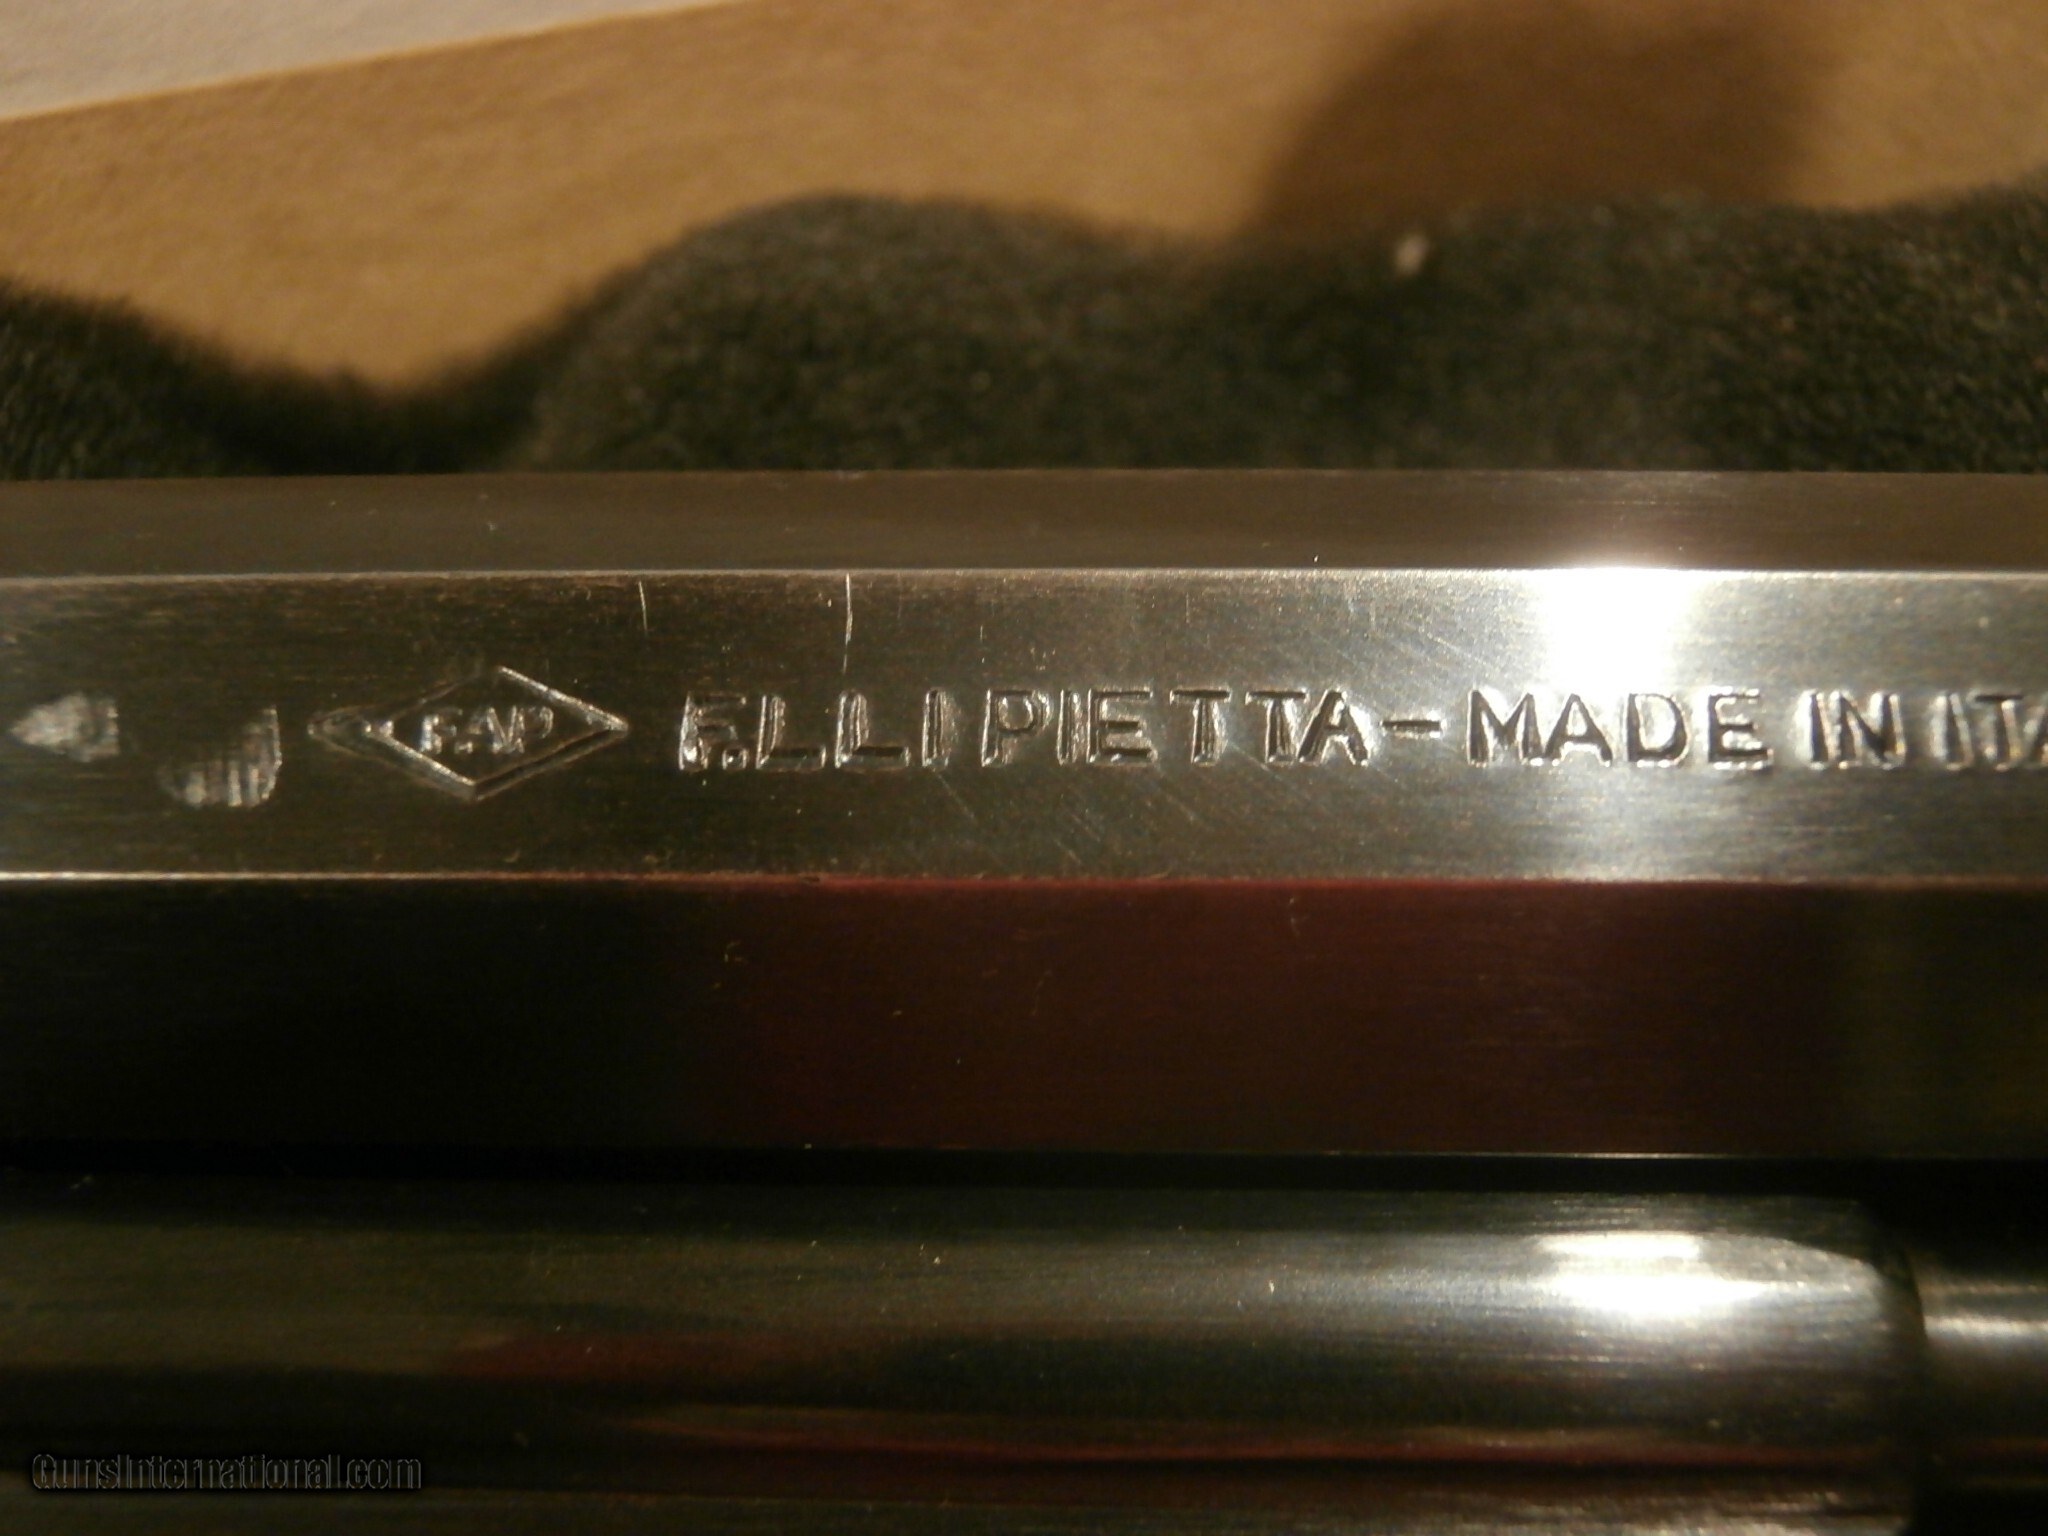 F.A.P F.LLI PIETTA - MADE IN ITA
GunsInternational.com